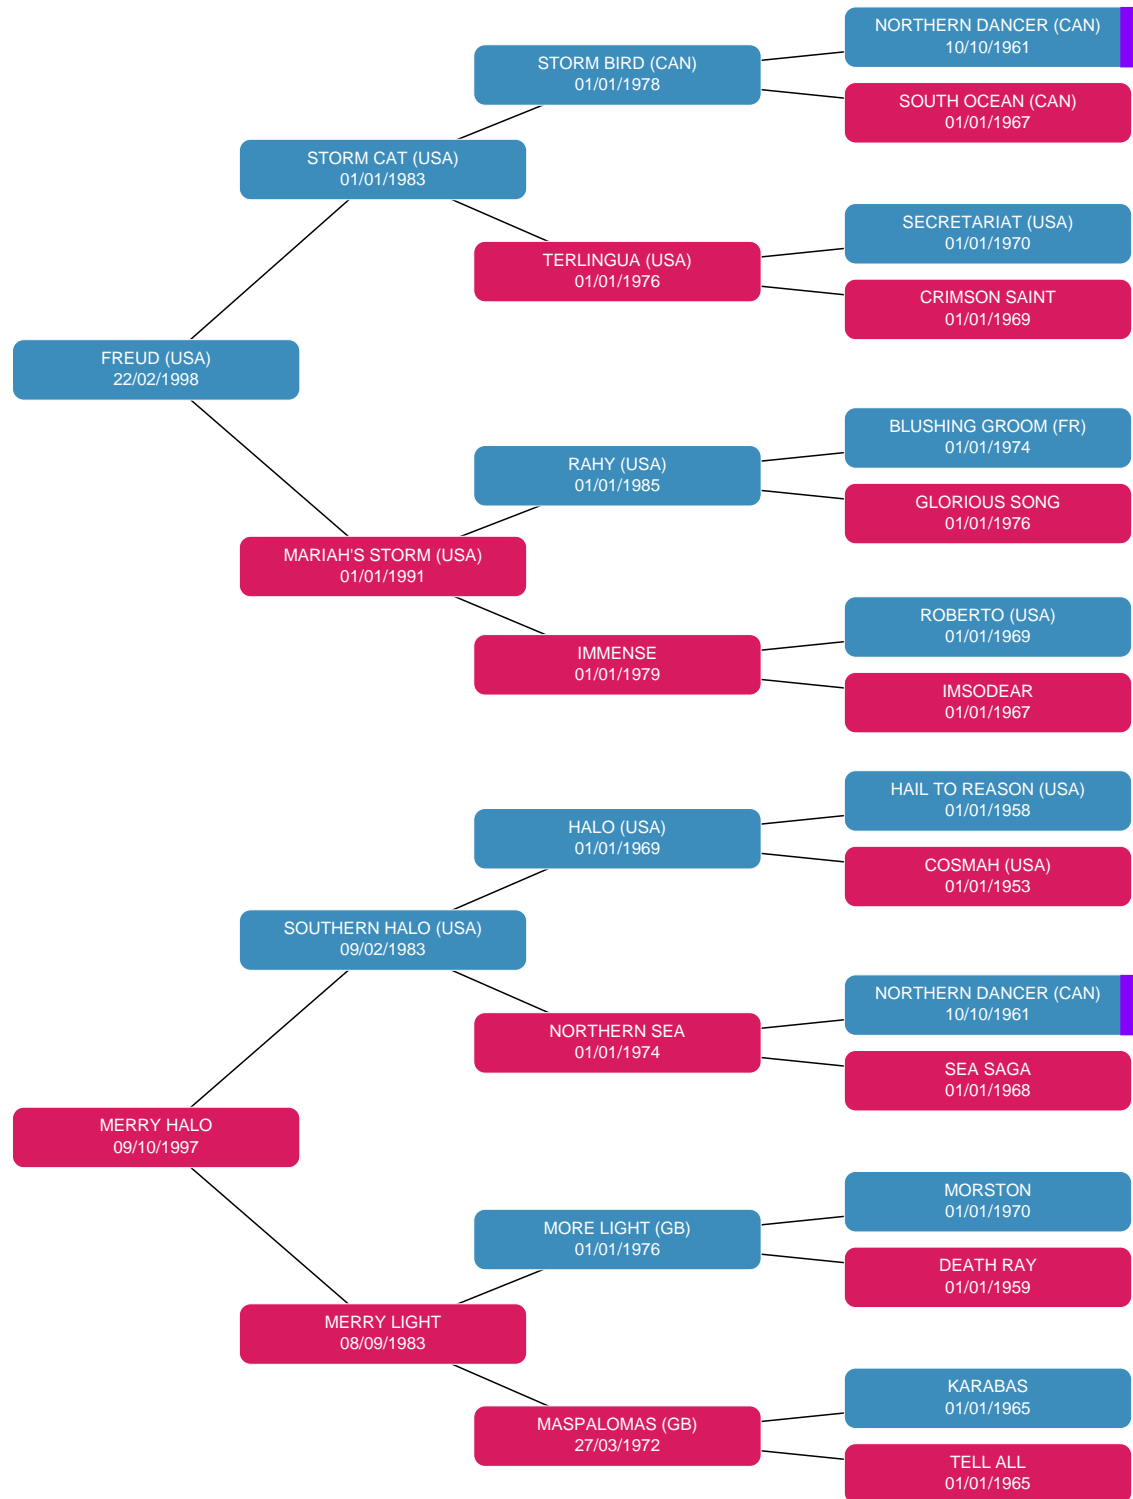 NORTHERN DANCER (CAN)
10/10/1961
STORM BIRD (CAN)
01/01/1978
SOUTH OCEAN (CAN)
01/01/1967
STORM CAT (USA)
01/01/1983
SECRETARIAT (USA)
01/01/1970
TERLINGUA (USA)
01/01/1976
CRIMSON SAINT
01/01/1969
FREUD (USA)
22/02/1998
BLUSHING GROOM (FR)
01/01/1974
RAHY (USA)
01/01/1985
GLORIOUS SONG
01/01/1976
MARIAH'S STORM (USA)
01/01/1991
ROBERTO (USA)
01/01/1969
IMMENSE
01/01/1979
IMSODEAR
01/01/1967
HAIL TO REASON (USA)
01/01/1958
HALO (USA)
01/01/1969
COSMAH (USA)
01/01/1953
SOUTHERN HALO (USA)
09/02/1983
NORTHERN DANCER (CAN)
10/10/1961
NORTHERN SEA
01/01/1974
SEA SAGA
01/01/1968
MERRY HALO
09/10/1997
MORSTON
01/01/1970
MORE LIGHT (GB)
01/01/1976
DEATH RAY
01/01/1959
MERRY LIGHT
08/09/1983
KARABAS
01/01/1965
MASPALOMAS (GB)
27/03/1972
TELL ALL
01/01/1965